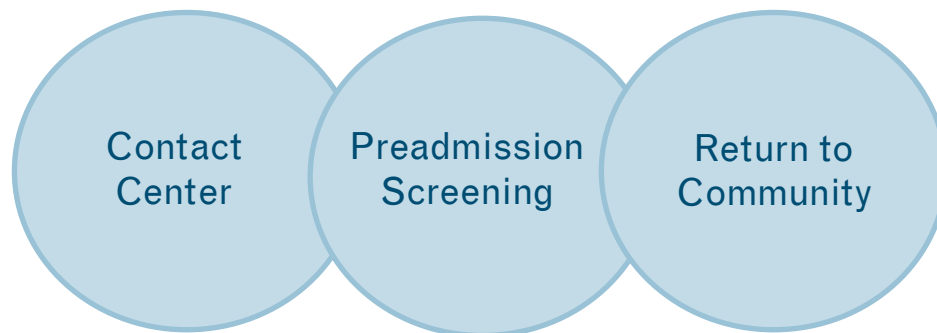 Contact
Center
Preadmission
Screening
Return to
Community